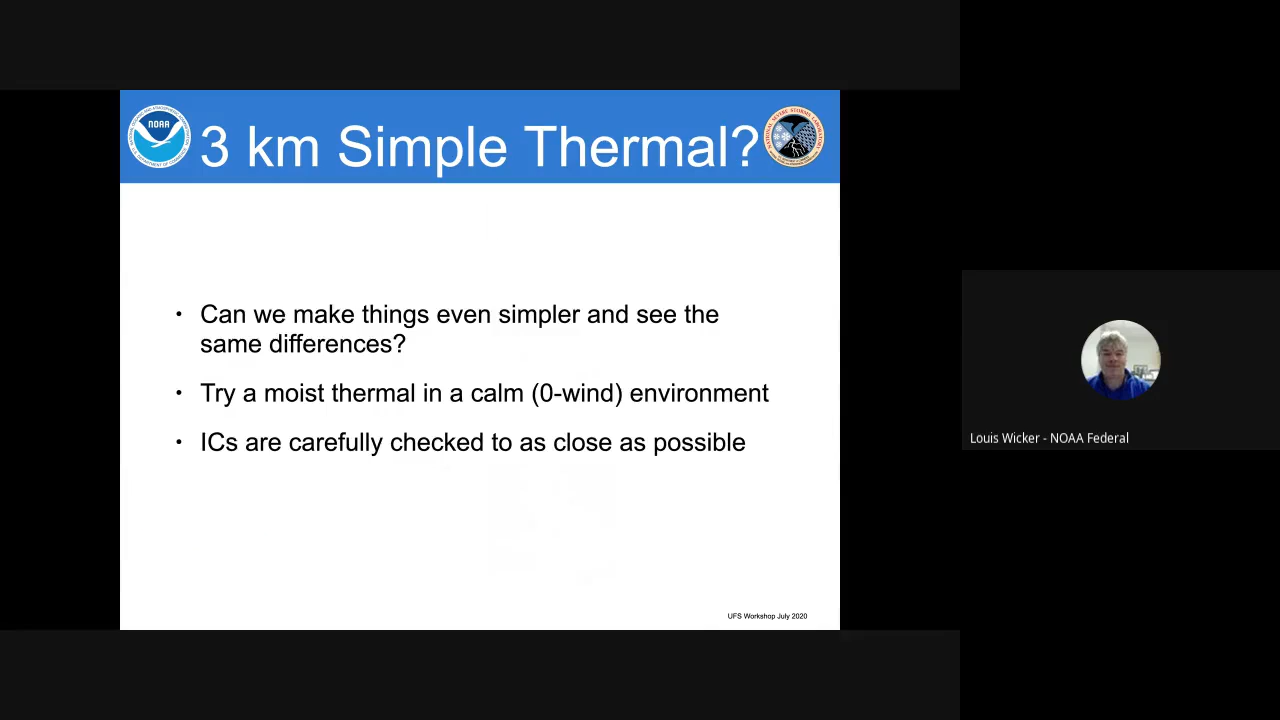 NOAA
3 km Simple Thermal?
• Can we make things even simpler and see the
same differences?
• Try a moist thermal in a calm (0-wind) environment
• ICs are carefully checked to as close as possible
UFS Workshop July 2020
Louis Wicker - NOAA Federal